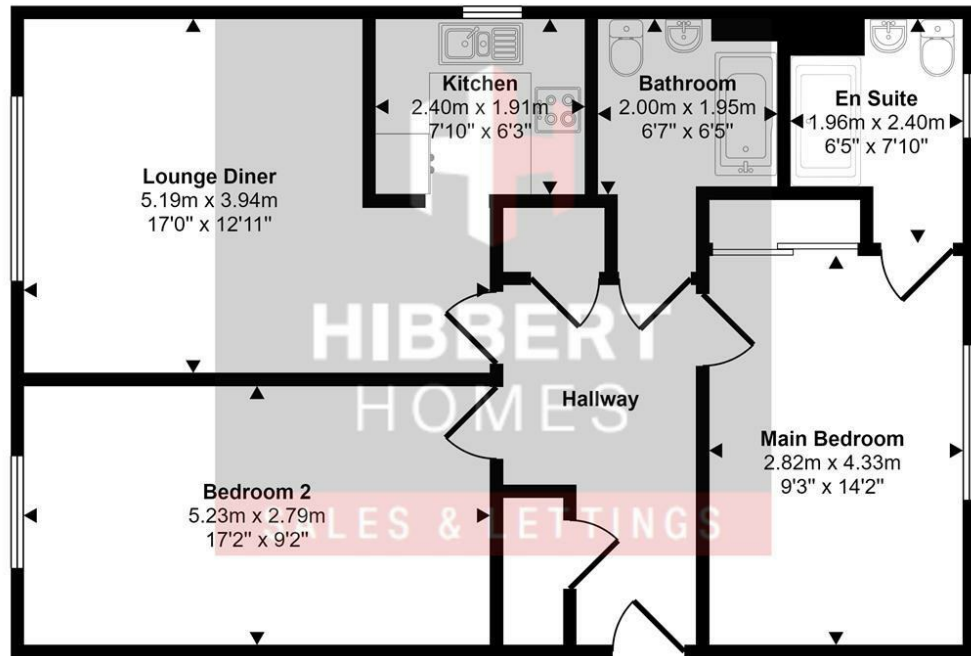 Kitchen
2.40m x 1.91m
7'10" x 6'3"
Bathroom
2.00m x 1.95m
6'7" x 6'5"
En Suite
1.96m x 2.40m
6'5" x 7'10"
Lounge Diner
5.19m x 3.94m
17'0" x 12'11"
HIBBERT
HOMES
SALES & LETTINGS
Hallway
Main Bedroom
2.82m x 4.33m
9'3" x 14'2"
Bedroom 2
5.23m x 2.79m
17'2" x 9'2"